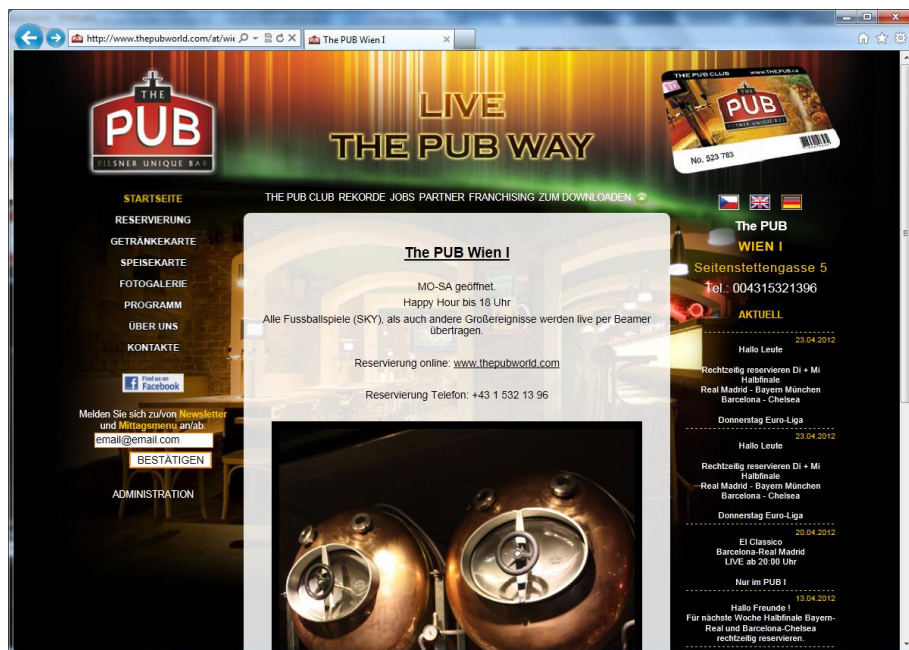 http://www.thepubworld.com/at/wie
The PUB Wien I
THE
PUB
PILSNER UNIQUE BAR
LIVE
THE PUB WAY
THE PUB CLUB www.THEPUB.cz
THE
PUB
PILSNER UNIQUE BAR
No. 523 783
STARTSEITE
RESERVIERUNG
GETRÄNKEKARTE
SPEISEKARTE
FOTOGALERIE
PROGRAMM
ÜBER UNS
KONTAKTE
Find us on
Facebook
Melden Sie sich zu/von Newsletter
und Mittagsmenu an/ab.
email@email.com
BESTÄTIGEN
ADMINISTRATION
THE PUB CLUB REKORDE JOBS PARTNER FRANCHISING ZUM DOWNLOADEN
The PUB Wien I
MO-SA geöffnet.
Happy Hour bis 18 Uhr
Alle Fussballspiele (SKY), als auch andere Großereignisse werden live per Beamer
übertragen.
Reservierung online: www.thepubworld.com
Reservierung Telefon: +43 1 532 13 96
The PUB
WIEN I
Seitenstettengasse 5
Tel.: 004315321396
AKTUELL
23.04.2012
Hallo Leute
Rechtzeitig reservieren Di + Mi
Halbfinale
Real Madrid - Bayern München
Barcelona - Chelsea
Donnerstag Euro-Liga
23.04.2012
Hallo Leute
Rechtzeitig reservieren Di + Mi
Halbfinale
Real Madrid - Bayern München
Barcelona - Chelsea
Donnerstag Euro-Liga
20.04.2012
El Classico
Barcelona-Real Madrid
LIVE ab 20:00 Uhr
Nur im PUB I
13.04.2012
Hallo Freunde !
Für nächste Woche Halbfinale Bayern-
Real und Barcelona-Chelsea
rechtzeitig reservieren.